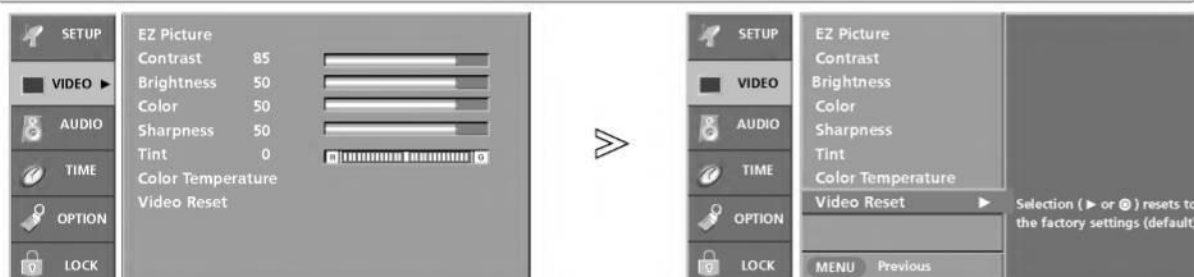 SETUP
VIDEO ►
AUDIO
TIME
OPTION
LOCK
EZ Picture
Contrast 85
Brightness 50
Color 50
Sharpness 50
Tint 0 R G
Color Temperature
Video Reset
≫
SETUP
VIDEO
AUDIO
TIME
OPTION
LOCK
EZ Picture
Contrast
Brightness
Color
Sharpness
Tint
Color Temperature
Video Reset ►
MENU Previous
Selection ( ► or ◉ ) resets to
the factory settings (default)